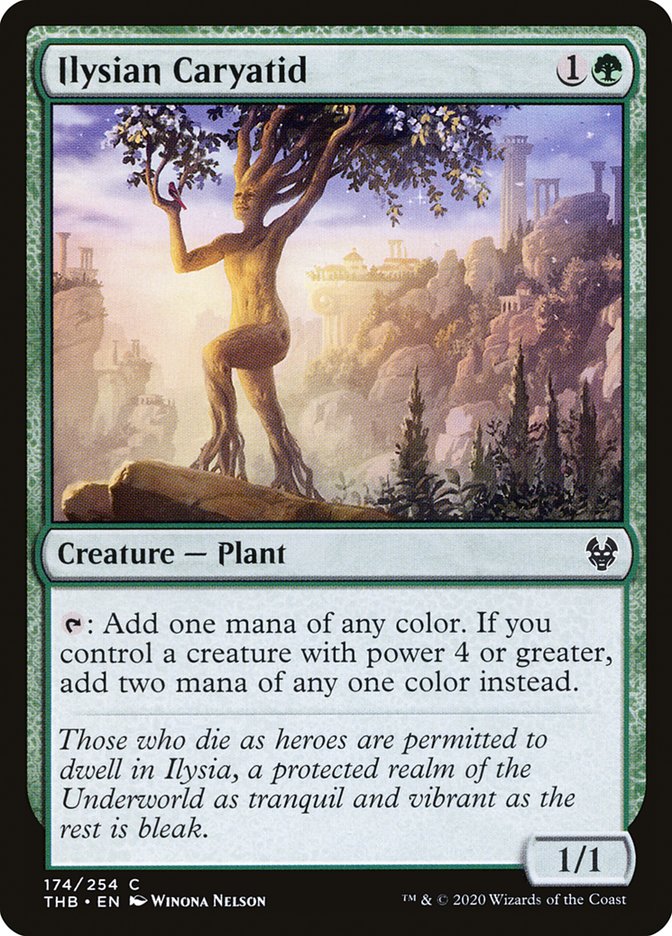 Ilysian Caryatid 1
Creature — Plant
: Add one mana of any color. If you
control a creature with power 4 or greater,
add two mana of any one color instead.
Those who die as heroes are permitted to
dwell in Ilysia, a protected realm of the
Underworld as tranquil and vibrant as the
rest is bleak.
1/1
174/254 C
THB • EN Winona Nelson
™ & © 2020 Wizards of the Coast